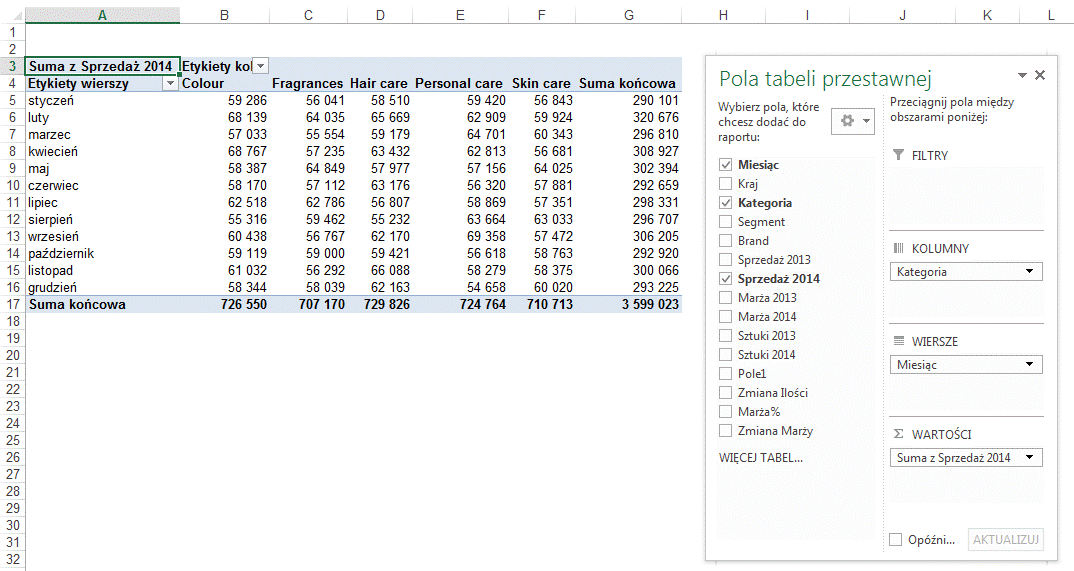 A B C D E F G H I J K L
1
2
3 Suma z Sprzedaż 2014 Etykiety kol
4 Etykiety wierszy Colour Fragrances Hair care Personal care Skin care Suma końcowa
5 styczeń 59 286 56 041 58 510 59 420 56 843 290 101
6 luty 68 139 64 035 65 669 62 909 59 924 320 676
7 marzec 57 033 55 554 59 179 64 701 60 343 296 810
8 kwiecień 68 767 57 235 63 432 62 813 56 681 308 927
9 maj 58 387 64 849 57 977 57 156 64 025 302 394
10 czerwiec 58 170 57 112 63 176 56 320 57 881 292 659
11 lipiec 62 518 62 786 56 807 58 869 57 351 298 331
12 sierpień 55 316 59 462 55 232 63 664 63 033 296 707
13 wrzesień 60 438 56 767 62 170 69 358 57 472 306 205
14 październik 59 119 59 000 59 421 56 618 58 763 292 920
15 listopad 61 032 56 292 66 088 58 279 58 375 300 066
16 grudzień 58 344 58 039 62 163 54 658 60 020 293 225
17 Suma końcowa 726 550 707 170 729 826 724 764 710 713 3 599 023
18
19
20
21
22
23
24
25
26
27
28
29
30
31
32
Pola tabeli przestawnej
Wybierz pola, które
chcesz dodać do
raportu:
Miesiąc
Kraj
Kategoria
Segment
Brand
Sprzedaż 2013
Sprzedaż 2014
Marża 2013
Marża 2014
Sztuki 2013
Sztuki 2014
Pole1
Zmiana Ilości
Marża%
Zmiana Marży
WIĘCEJ TABEL...
Przeciągnij pola między
obszarami poniżej:
FILTRY
KOLUMNY
Kategoria
WIERSZE
Miesiąc
Σ WARTOŚCI
Suma z Sprzedaż 2014
Opóźni... AKTUALIZUJ